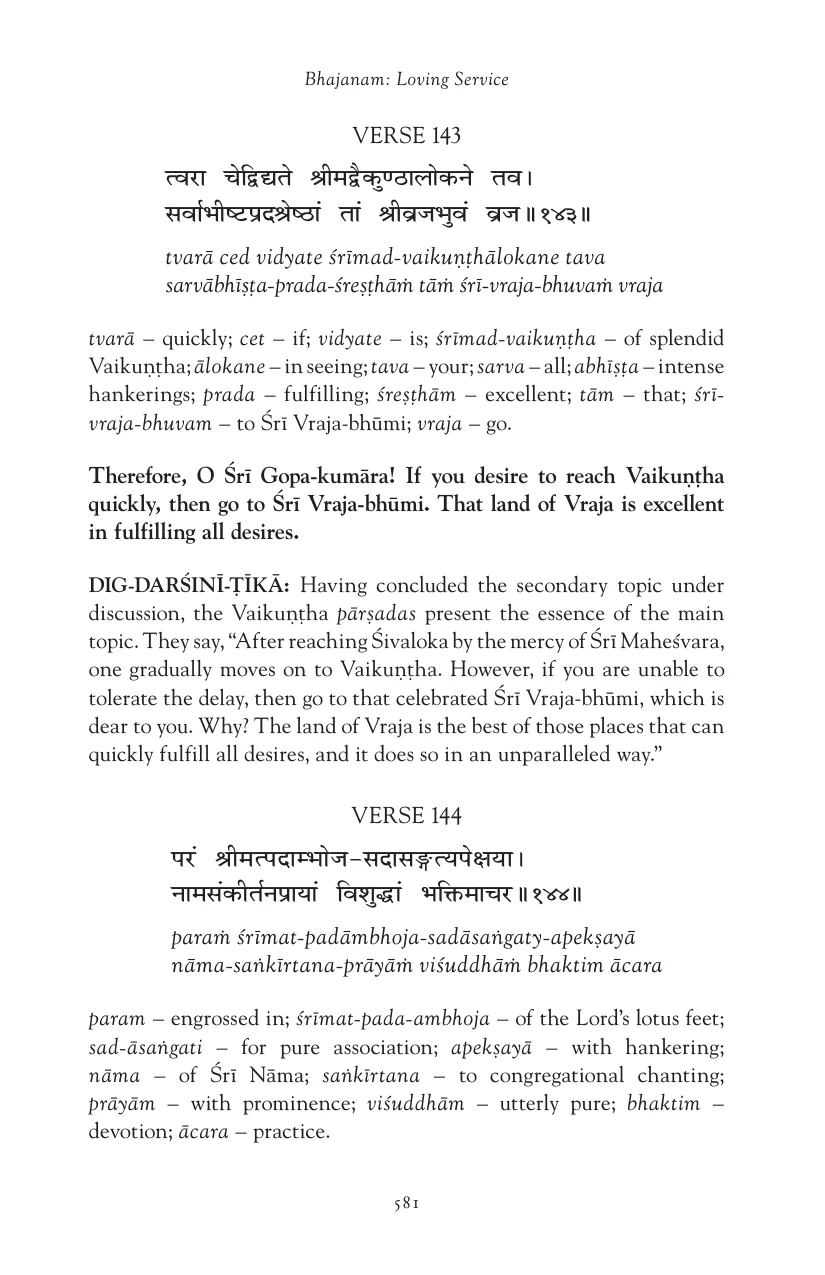 Bhajanam: Loving Service
VERSE 143
त्वरा चेद्विद्यते श्रीमद्वैकुण्ठालोकने तव।
सर्वाभीष्टप्रदश्रेष्ठां तां श्रीव्रजभुवं व्रज॥१४३॥
tvarā ced vidyate śrīmad-vaikuṇṭhālokane tava
sarvābhīṣṭa-prada-śreṣṭhāṁ tāṁ śrī-vraja-bhuvaṁ vraja
tvarā – quickly; cet – if; vidyate – is; śrīmad-vaikuṇṭha – of splendid
Vaikuṇṭha; ālokane – in seeing; tava – your; sarva – all; abhīṣṭa – intense
hankerings; prada – fulfilling; śreṣṭhām – excellent; tām – that; śrī-
vraja-bhuvam – to Śrī Vraja-bhūmi; vraja – go.
Therefore, O Śrī Gopa-kumāra! If you desire to reach Vaikuṇṭha
quickly, then go to Śrī Vraja-bhūmi. That land of Vraja is excellent
in fulfilling all desires.
DIG-DARŚINĪ-ṬĪKĀ: Having concluded the secondary topic under
discussion, the Vaikuṇṭha pārṣadas present the essence of the main
topic. They say, “After reaching Śivaloka by the mercy of Śrī Maheśvara,
one gradually moves on to Vaikuṇṭha. However, if you are unable to
tolerate the delay, then go to that celebrated Śrī Vraja-bhūmi, which is
dear to you. Why? The land of Vraja is the best of those places that can
quickly fulfill all desires, and it does so in an unparalleled way.”
VERSE 144
परं श्रीमत्पदाम्भोज-सदासङ्गत्यपेक्षया।
नामसंकीर्तनप्रायां विशुद्धां भक्तिमाचर॥१४४॥
paraṁ śrīmat-padāmbhoja-sadāsaṅgaty-apekṣayā
nāma-saṅkīrtana-prāyāṁ viśuddhāṁ bhaktim ācara
param – engrossed in; śrīmat-pada-ambhoja – of the Lord’s lotus feet;
sad-āsaṅgati – for pure association; apekṣayā – with hankering;
nāma – of Śrī Nāma; saṅkīrtana – to congregational chanting;
prāyām – with prominence; viśuddhām – utterly pure; bhaktim –
devotion; ācara – practice.
581